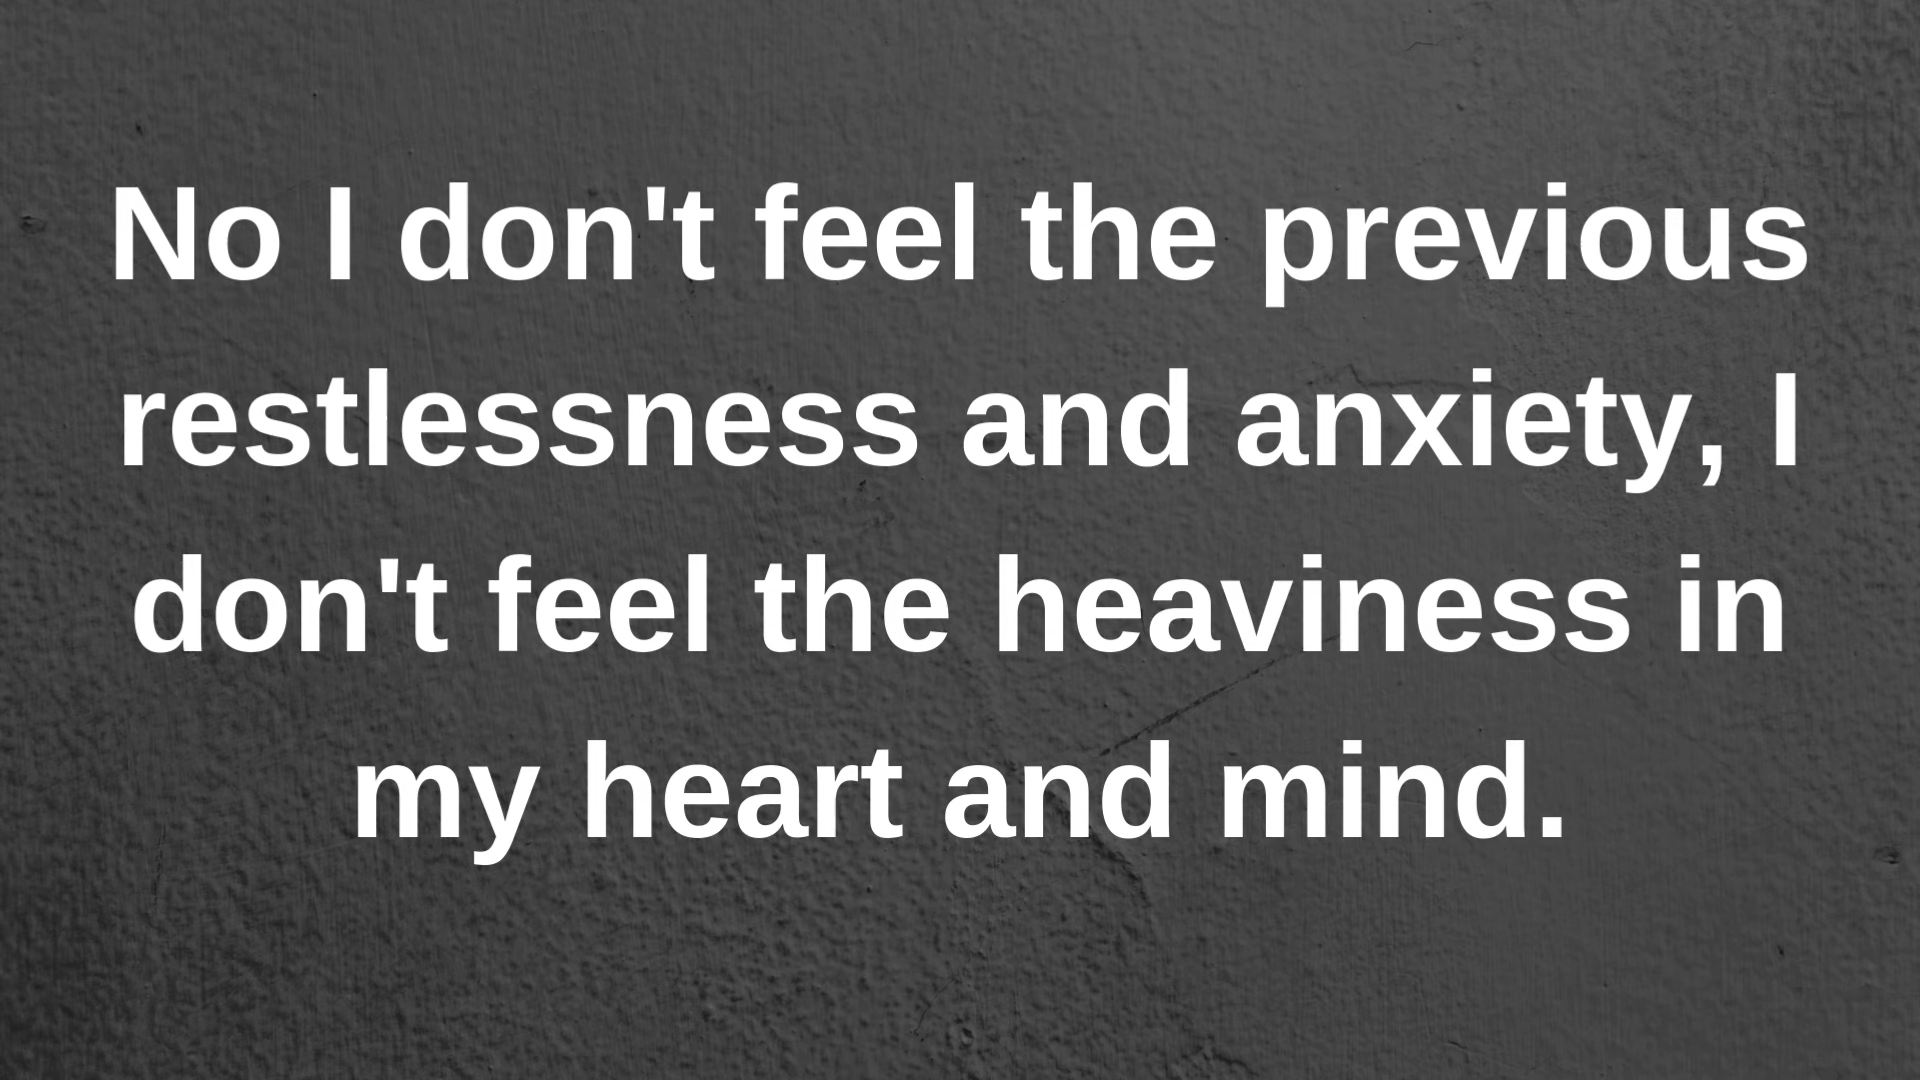 No I don't feel the previous
restlessness and anxiety, I
don't feel the heaviness in
my heart and mind.